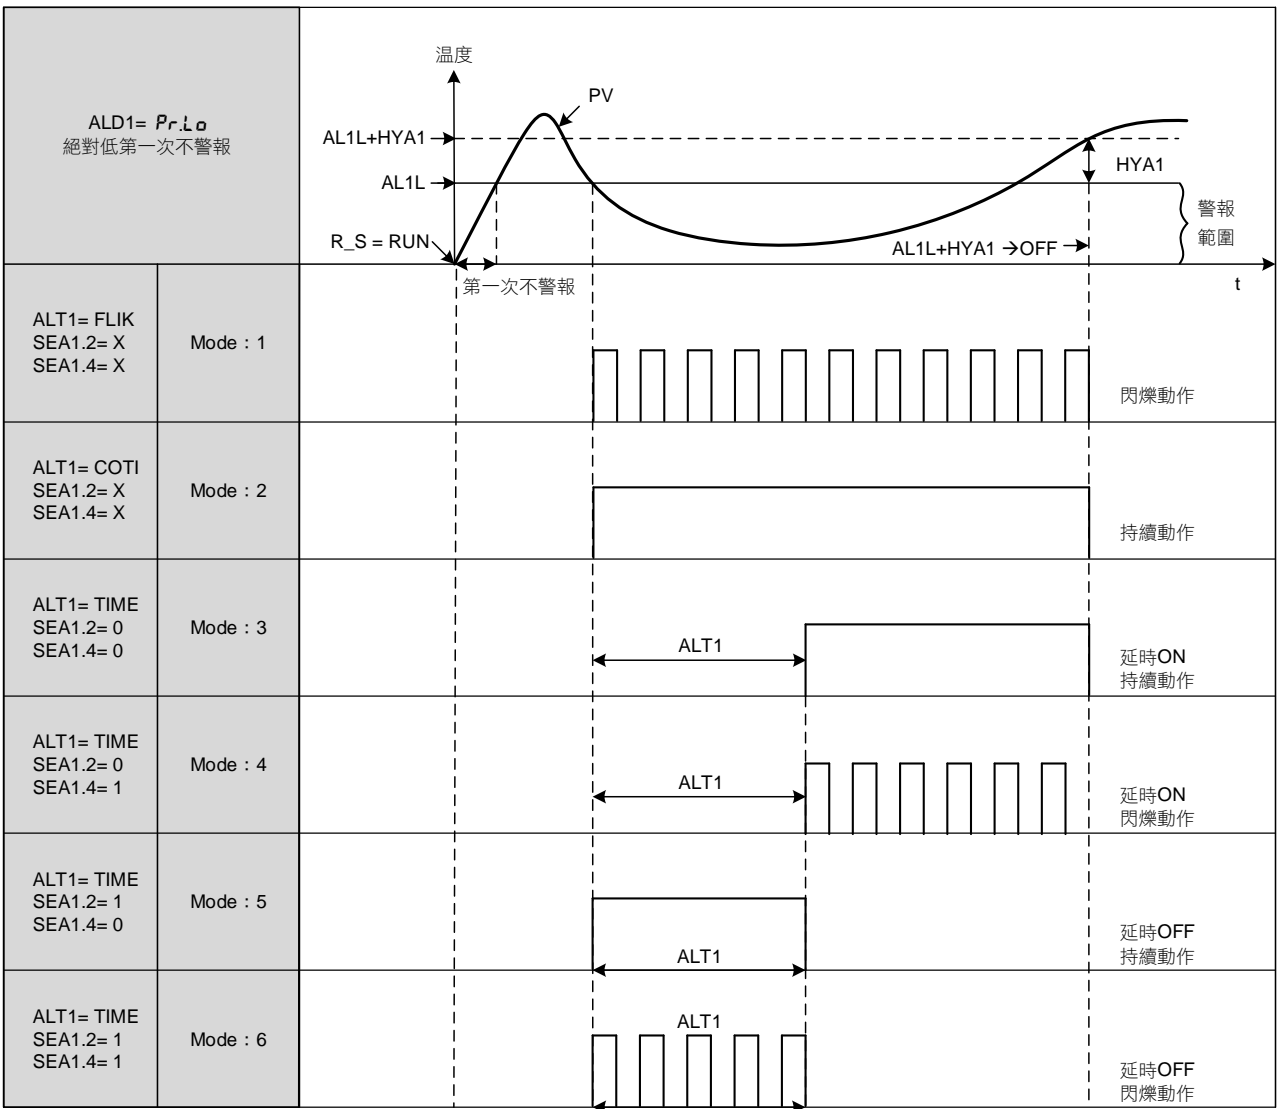 ALD1= Pr.Lo
絕對低第一次不警報
温度
PV
AL1L+HYA1
AL1L
HYA1
警報
範圍
R_S = RUN
AL1L+HYA1 →OFF
第一次不警報
t
ALT1= FLIK
SEA1.2= X
SEA1.4= X
Mode：1
閃爍動作
ALT1= COTI
SEA1.2= X
SEA1.4= X
Mode：2
持續動作
ALT1= TIME
SEA1.2= 0
SEA1.4= 0
Mode：3
ALT1
延時ON
持續動作
ALT1= TIME
SEA1.2= 0
SEA1.4= 1
Mode：4
ALT1
延時ON
閃爍動作
ALT1= TIME
SEA1.2= 1
SEA1.4= 0
Mode：5
ALT1
延時OFF
持續動作
ALT1= TIME
SEA1.2= 1
SEA1.4= 1
Mode：6
ALT1
延時OFF
閃爍動作